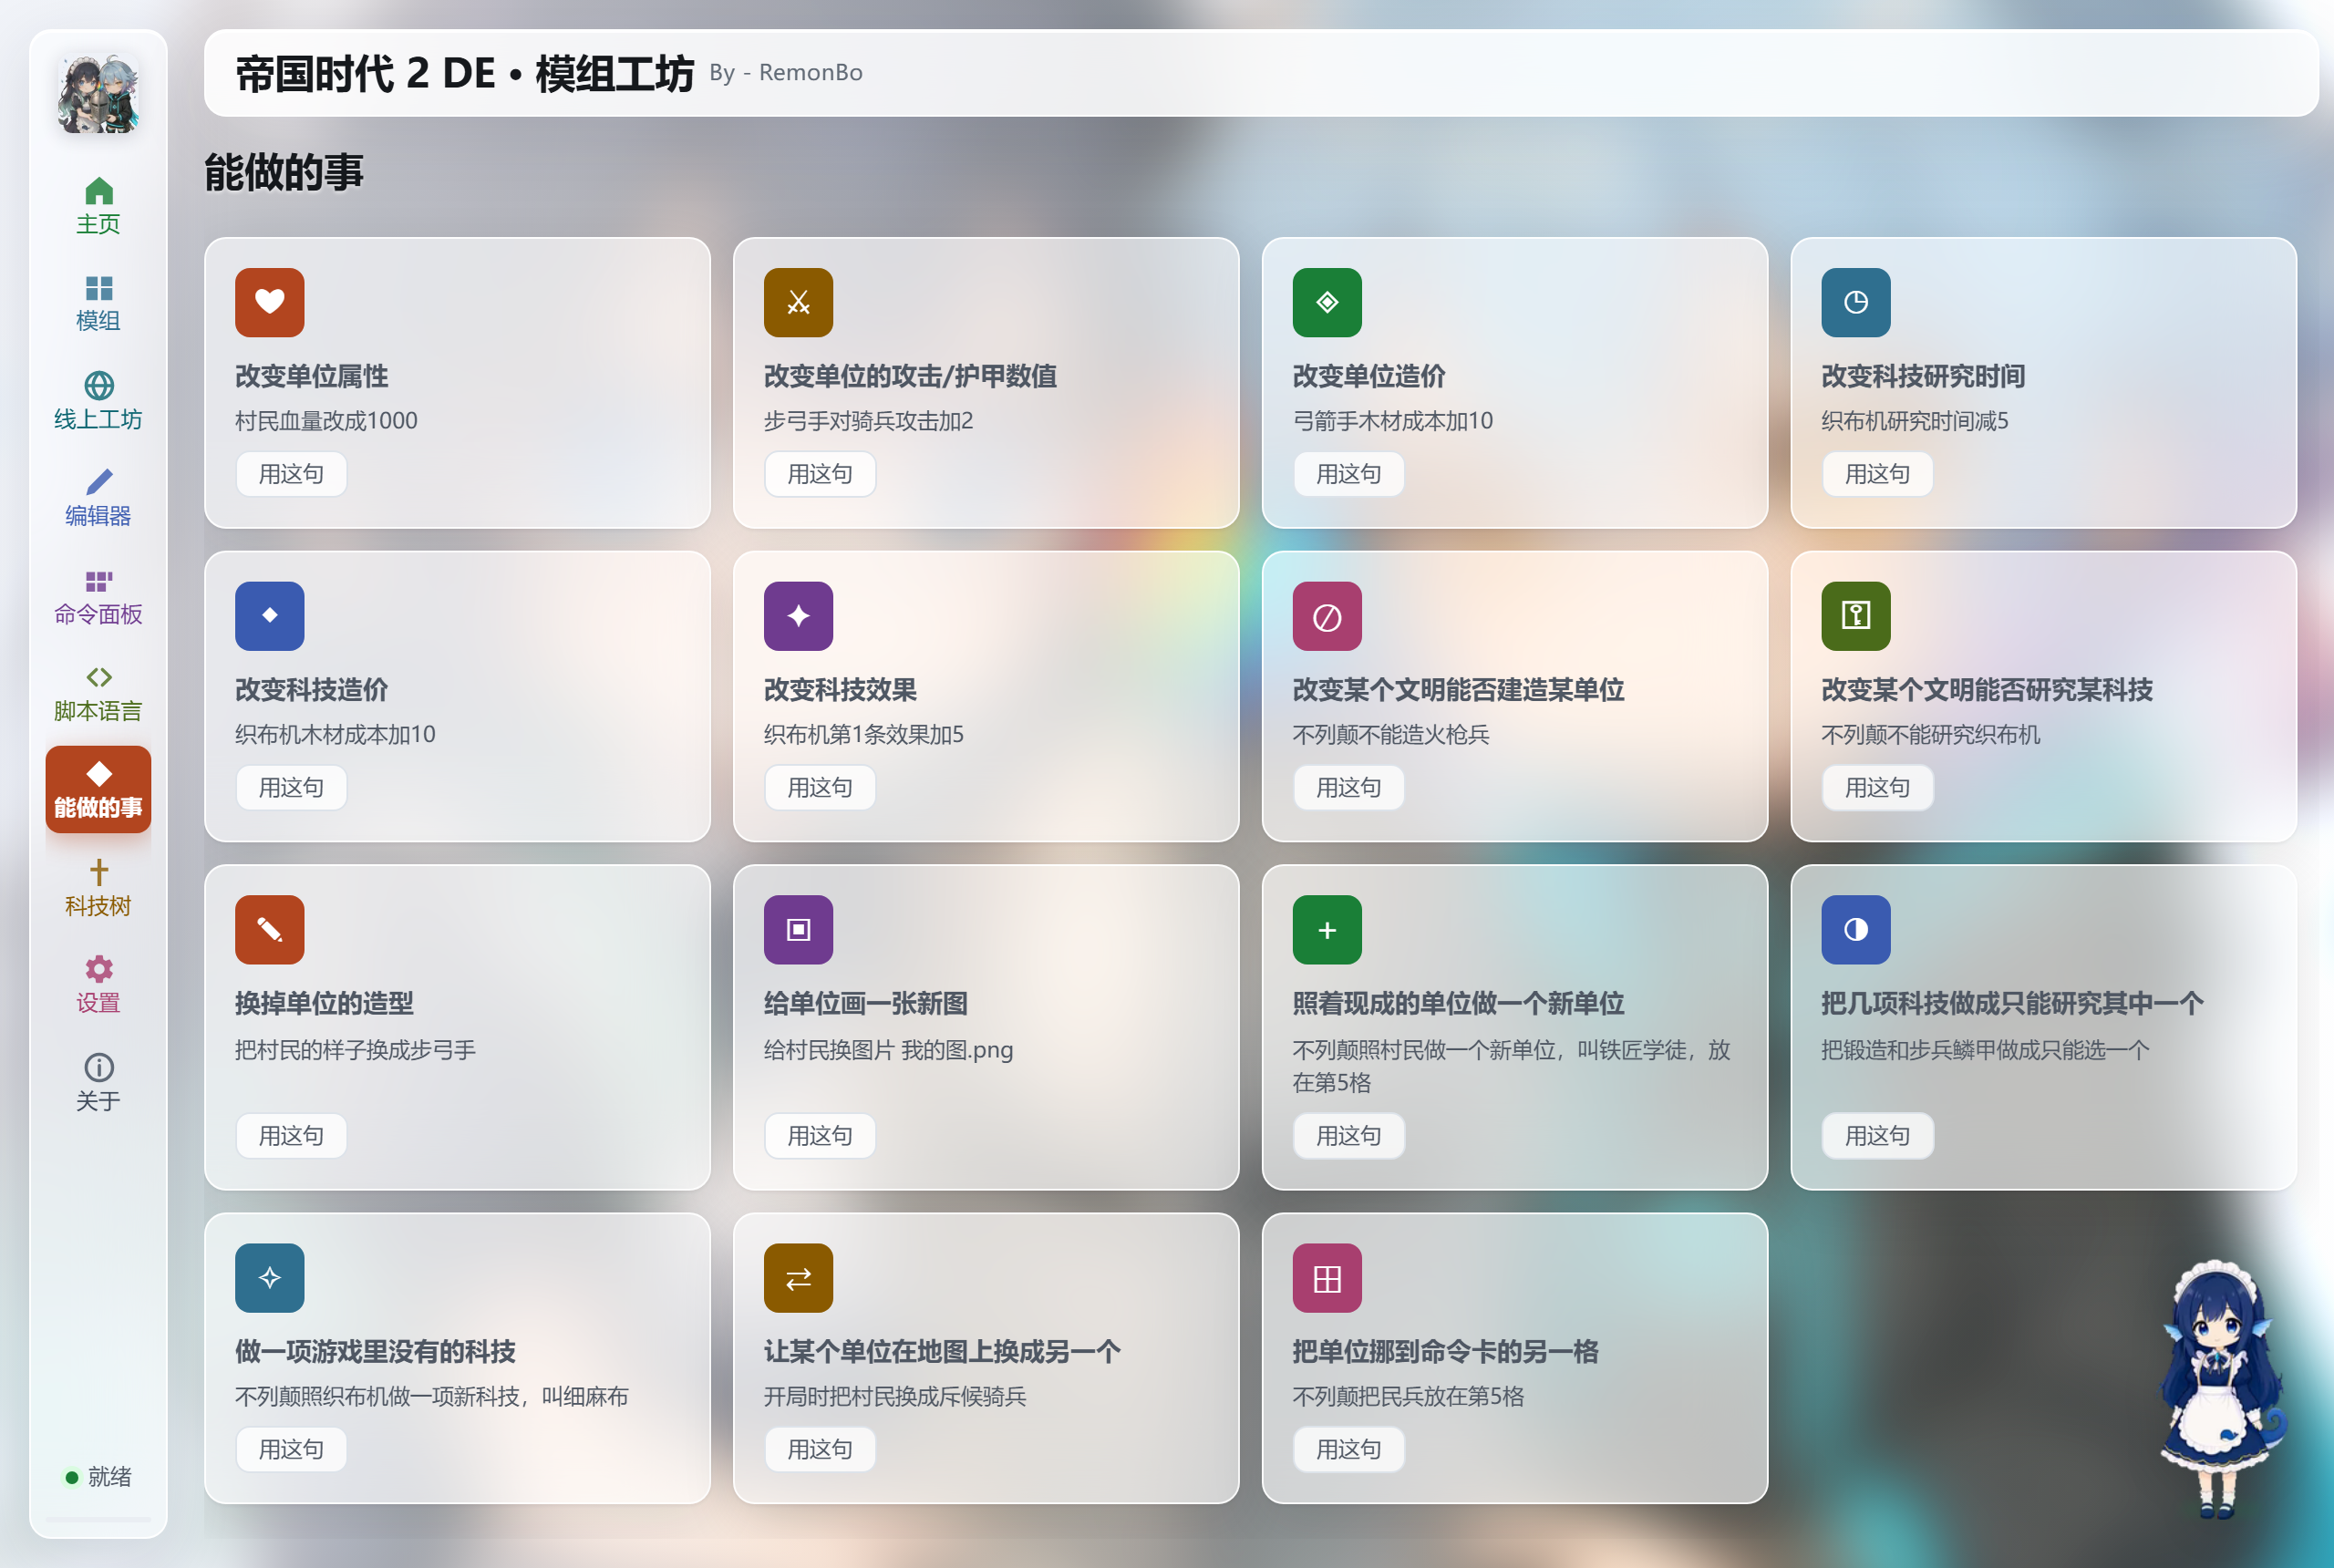 帝国时代 2 DE • 模组工坊 By - RemonBo
主页
模组
线上工坊
编辑器
命令面板
脚本语言
能做的事
科技树
设置
关于
就绪
能做的事
改变单位属性
村民血量改成1000
用这句
改变单位的攻击/护甲数值
步弓手对骑兵攻击加2
用这句
改变单位造价
弓箭手木材成本加10
用这句
改变科技研究时间
织布机研究时间减5
用这句
改变科技造价
织布机木材成本加10
用这句
改变科技效果
织布机第1条效果加5
用这句
改变某个文明能否建造某单位
不列颠不能造火枪兵
用这句
改变某个文明能否研究某科技
不列颠不能研究织布机
用这句
换掉单位的造型
把村民的样子换成步弓手
用这句
给单位画一张新图
给村民换图片 我的图.png
用这句
照着现成的单位做一个新单位
不列颠照村民做一个新单位，叫铁匠学徒，放
在第5格
用这句
把几项科技做成只能研究其中一个
把锻造和步兵鳞甲做成只能选一个
用这句
做一项游戏里没有的科技
不列颠照织布机做一项新科技，叫细麻布
用这句
让某个单位在地图上换成另一个
开局时把村民换成斥候骑兵
用这句
把单位挪到命令卡的另一格
不列颠把民兵放在第5格
用这句